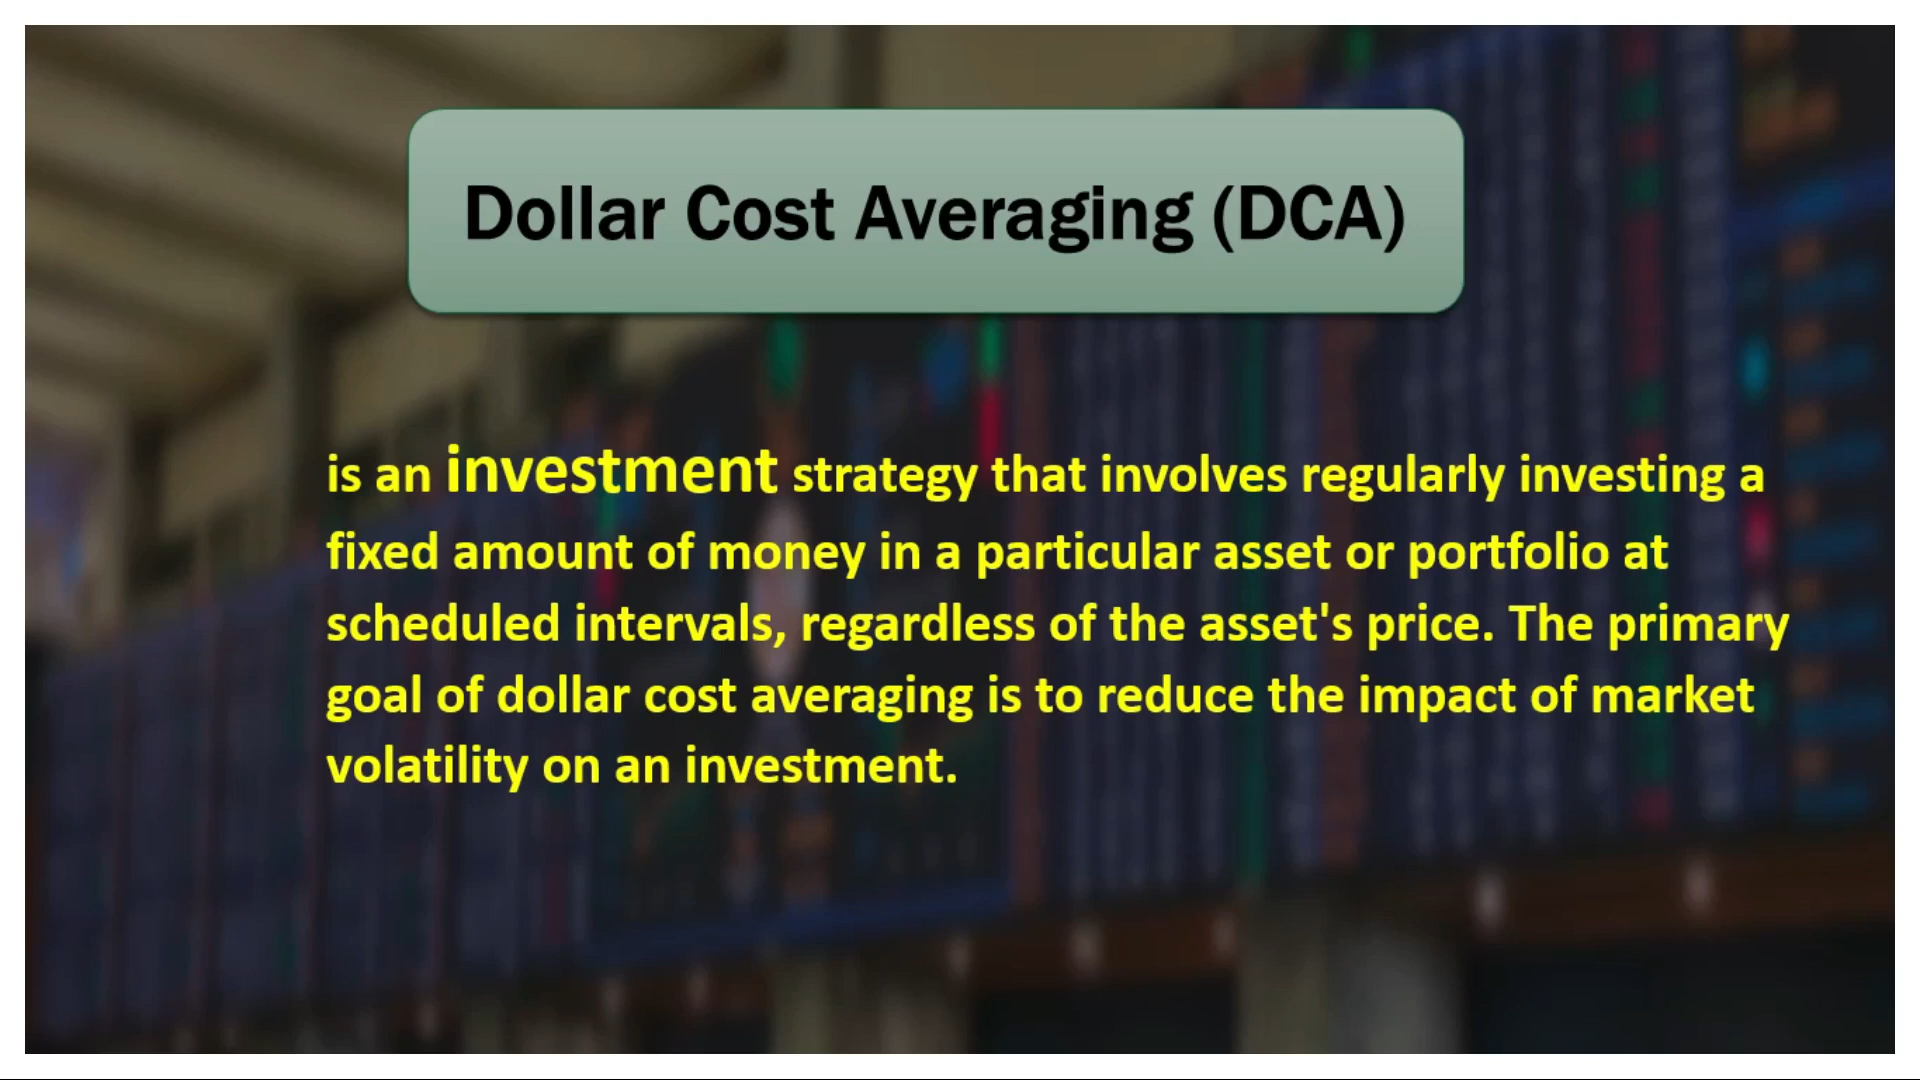 Dollar Cost Averaging (DCA)
is an investment strategy that involves regularly investing a
fixed amount of money in a particular asset or portfolio at
scheduled intervals, regardless of the asset's price. The primary
goal of dollar cost averaging is to reduce the impact of market
volatility on an investment.